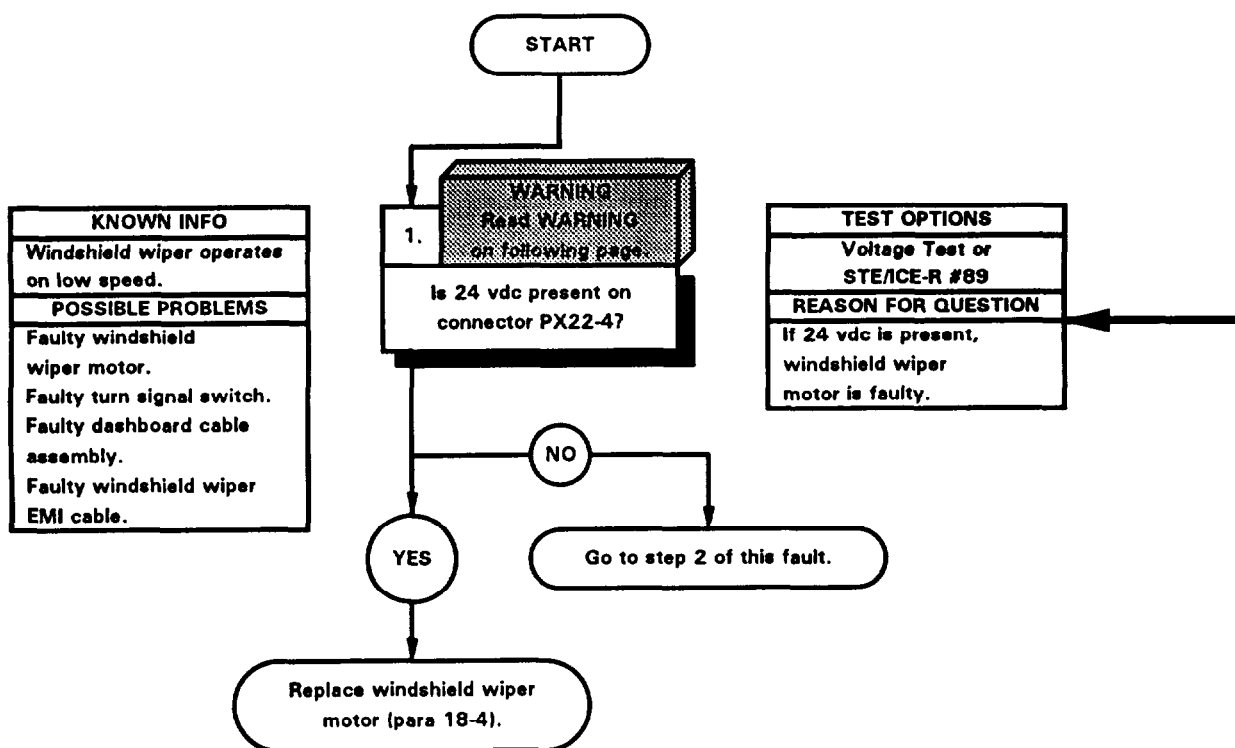 START
KNOWN INFO
Windshield wiper operates
on low speed.
POSSIBLE PROBLEMS
Faulty windshield
wiper motor.
Faulty turn signal switch.
Faulty dashboard cable
assembly.
Faulty windshield wiper
EMI cable.
1.
WARNING
Read WARNING
on following page.
Is 24 vdc present on
connector PX22-4?
TEST OPTIONS
Voltage Test or
STE/ICE-R #89
REASON FOR QUESTION
If 24 vdc is present,
windshield wiper
motor is faulty.
NO
YES
Go to step 2 of this fault.
Replace windshield wiper
motor (para 18-4).